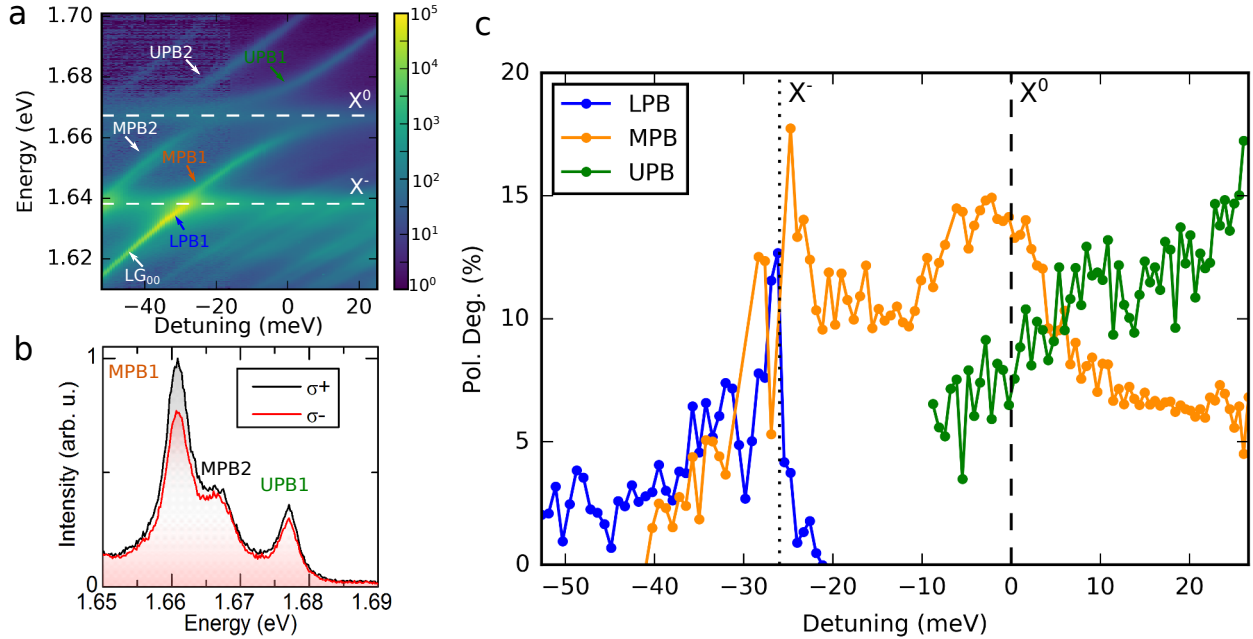 a
1.70
1.68
1.66
1.64
1.62
Energy (eV)
UPB2
UPB1
X⁰
MPB2
MPB1
X⁻
LPB1
LG₀₀
−40 −20 0 20
Detuning (meV)
10⁵
10⁴
10³
10²
10¹
10⁰
b
1
0
Intensity (arb. u.)
MPB1
σ+
σ−
MPB2
UPB1
1.65 1.66 1.67 1.68 1.69
Energy (eV)
c
20
15
10
5
0
Pol. Deg. (%)
LPB
MPB
UPB
X⁻
X⁰
−50 −40 −30 −20 −10 0 10 20
Detuning (meV)